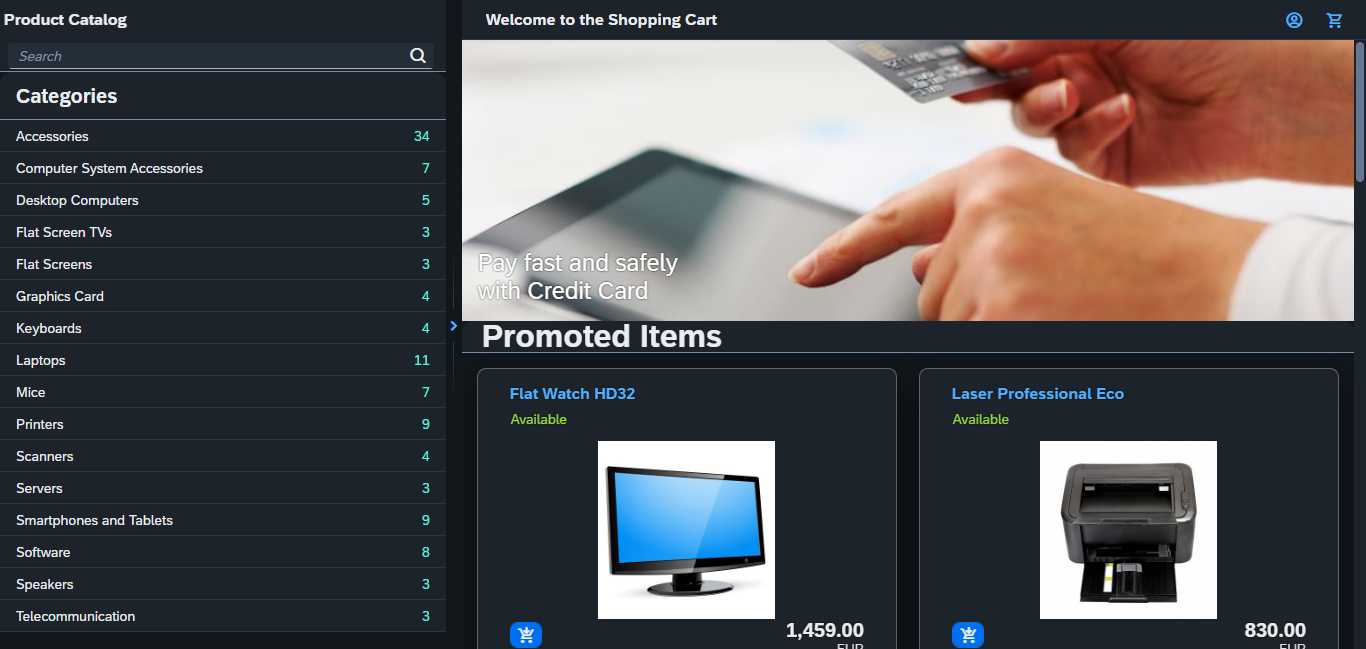 Product Catalog
Search
Categories
Accessories 34
Computer System Accessories 7
Desktop Computers 5
Flat Screen TVs 3
Flat Screens 3
Graphics Card 4
Keyboards 4
Laptops 11
Mice 7
Printers 9
Scanners 4
Servers 3
Smartphones and Tablets 9
Software 8
Speakers 3
Telecommunication 3
Welcome to the Shopping Cart
Pay fast and safely
with Credit Card
Promoted Items
Flat Watch HD32
Available
1,459.00
EUR
Laser Professional Eco
Available
830.00
EUR